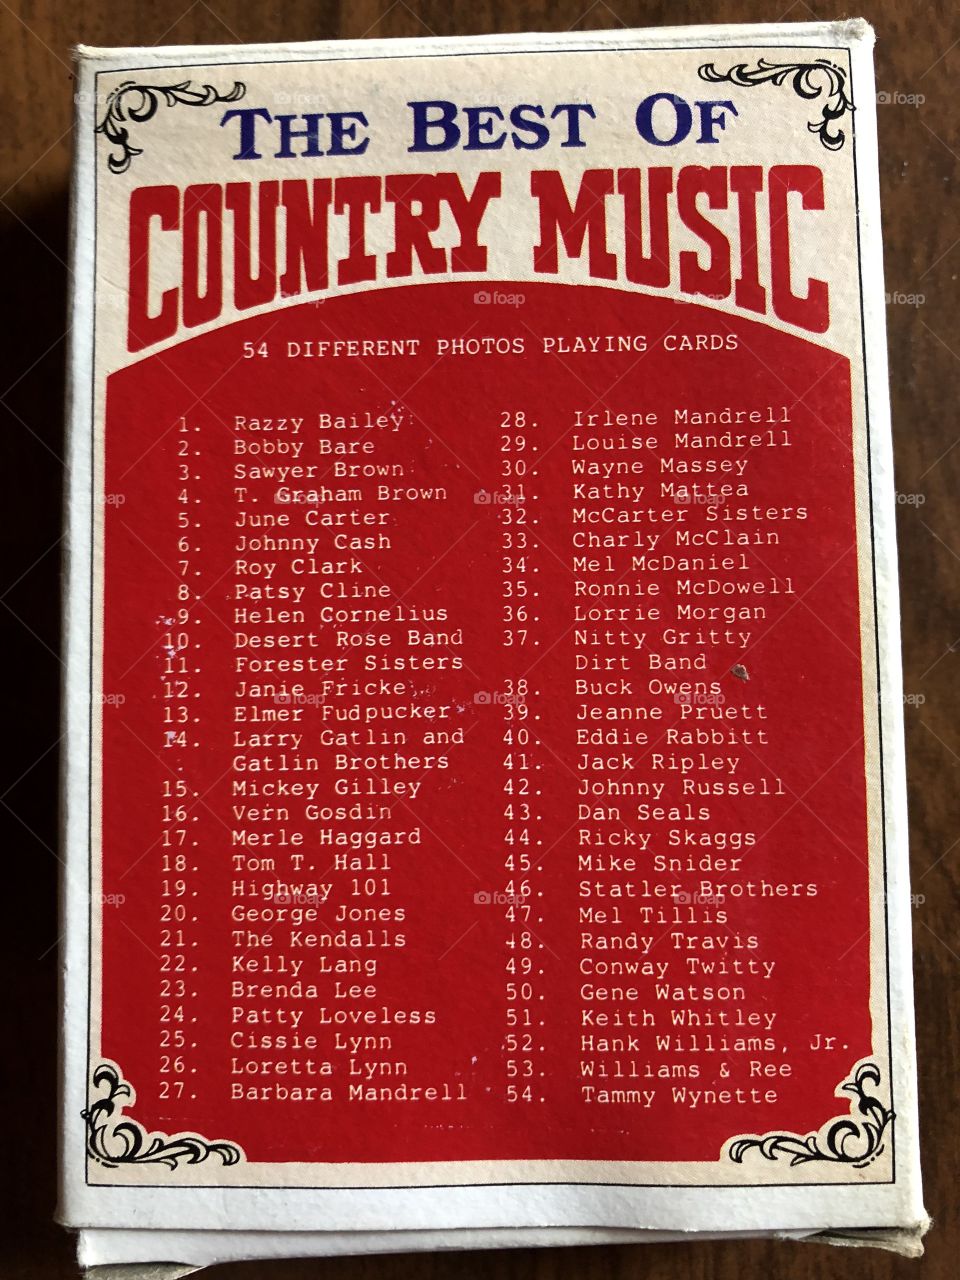 THE BEST OF
COUNTRY MUSIC
54 DIFFERENT PHOTOS PLAYING CARDS
1. Razzy Bailey
2. Bobby Bare
3. Sawyer Brown
4. T. Graham Brown
5. June Carter
6. Johnny Cash
7. Roy Clark
8. Patsy Cline
9. Helen Cornelius
10. Desert Rose Band
11. Forester Sisters
12. Janie Fricke
13. Elmer Fudpucker
14. Larry Gatlin and
Gatlin Brothers
15. Mickey Gilley
16. Vern Gosdin
17. Merle Haggard
18. Tom T. Hall
19. Highway 101
20. George Jones
21. The Kendalls
22. Kelly Lang
23. Brenda Lee
24. Patty Loveless
25. Cissie Lynn
26. Loretta Lynn
27. Barbara Mandrell
28. Irlene Mandrell
29. Louise Mandrell
30. Wayne Massey
31. Kathy Mattea
32. McCarter Sisters
33. Charly McClain
34. Mel McDaniel
35. Ronnie McDowell
36. Lorrie Morgan
37. Nitty Gritty
Dirt Band
38. Buck Owens
39. Jeanne Pruett
40. Eddie Rabbitt
41. Jack Ripley
42. Johnny Russell
43. Dan Seals
44. Ricky Skaggs
45. Mike Snider
46. Statler Brothers
47. Mel Tillis
48. Randy Travis
49. Conway Twitty
50. Gene Watson
51. Keith Whitley
52. Hank Williams, Jr.
53. Williams & Ree
54. Tammy Wynette